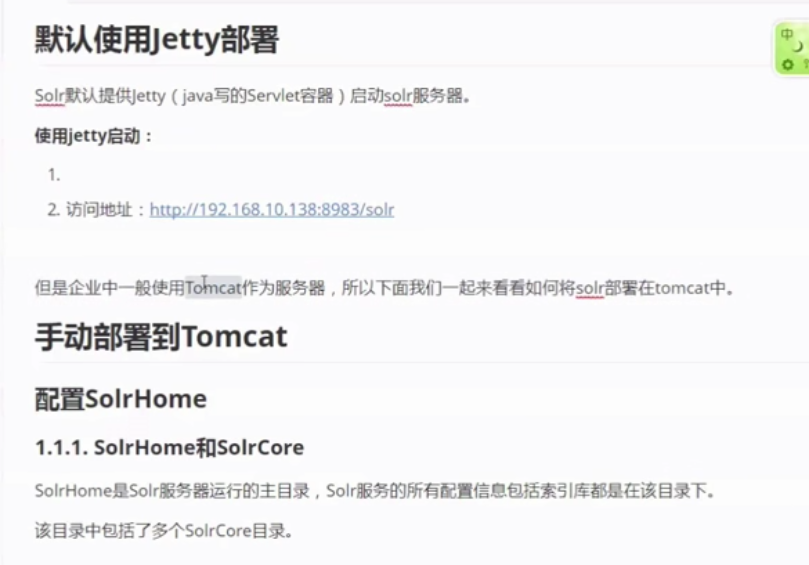 默认使用Jetty部署
中
Solr默认提供Jetty（java写的Servlet容器）启动solr服务器。
使用jetty启动：
1.
2. 访问地址：http://192.168.10.138:8983/solr
但是企业中一般使用Tomcat作为服务器，所以下面我们一起来看看如何将solr部署在tomcat中。
手动部署到Tomcat
配置SolrHome
1.1.1. SolrHome和SolrCore
SolrHome是Solr服务器运行的主目录，Solr服务的所有配置信息包括索引库都是在该目录下。
该目录中包括了多个SolrCore目录。